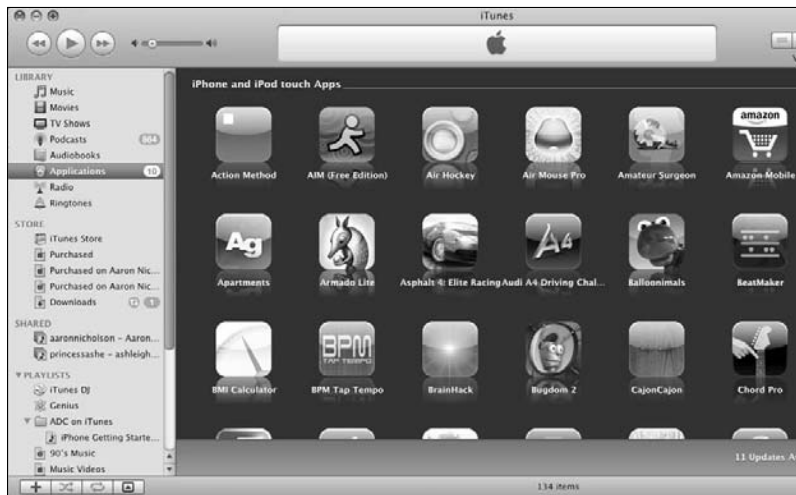 iTunes
LIBRARY
Music
Movies
TV Shows
Podcasts
Audiobooks
Applications 10
Radio
Ringtones
STORE
iTunes Store
Purchased
Purchased on Aaron Nic...
Purchased on Aaron Nic...
Downloads 1
SHARED
aaronnicholson – Aaron...
princessashe – ashleigh...
PLAYLISTS
iTunes DJ
Genius
ADC on iTunes
iPhone Getting Starte...
90's Music
Music Videos
iPhone and iPod touch Apps
amazon
Action Method AIM (Free Edition) Air Hockey Air Mouse Pro Amateur Surgeon Amazon Mobile
Ag A4
Apartments Armado Lite Asphalt 4: Elite Racing Audi A4 Driving Chal... Balloonimals BeatMaker
BPM
TAP TEMPO
BMI Calculator BPM Tap Tempo BrainHack Bugdom 2 CajonCajon Chord Pro
11 Updates A
134 items